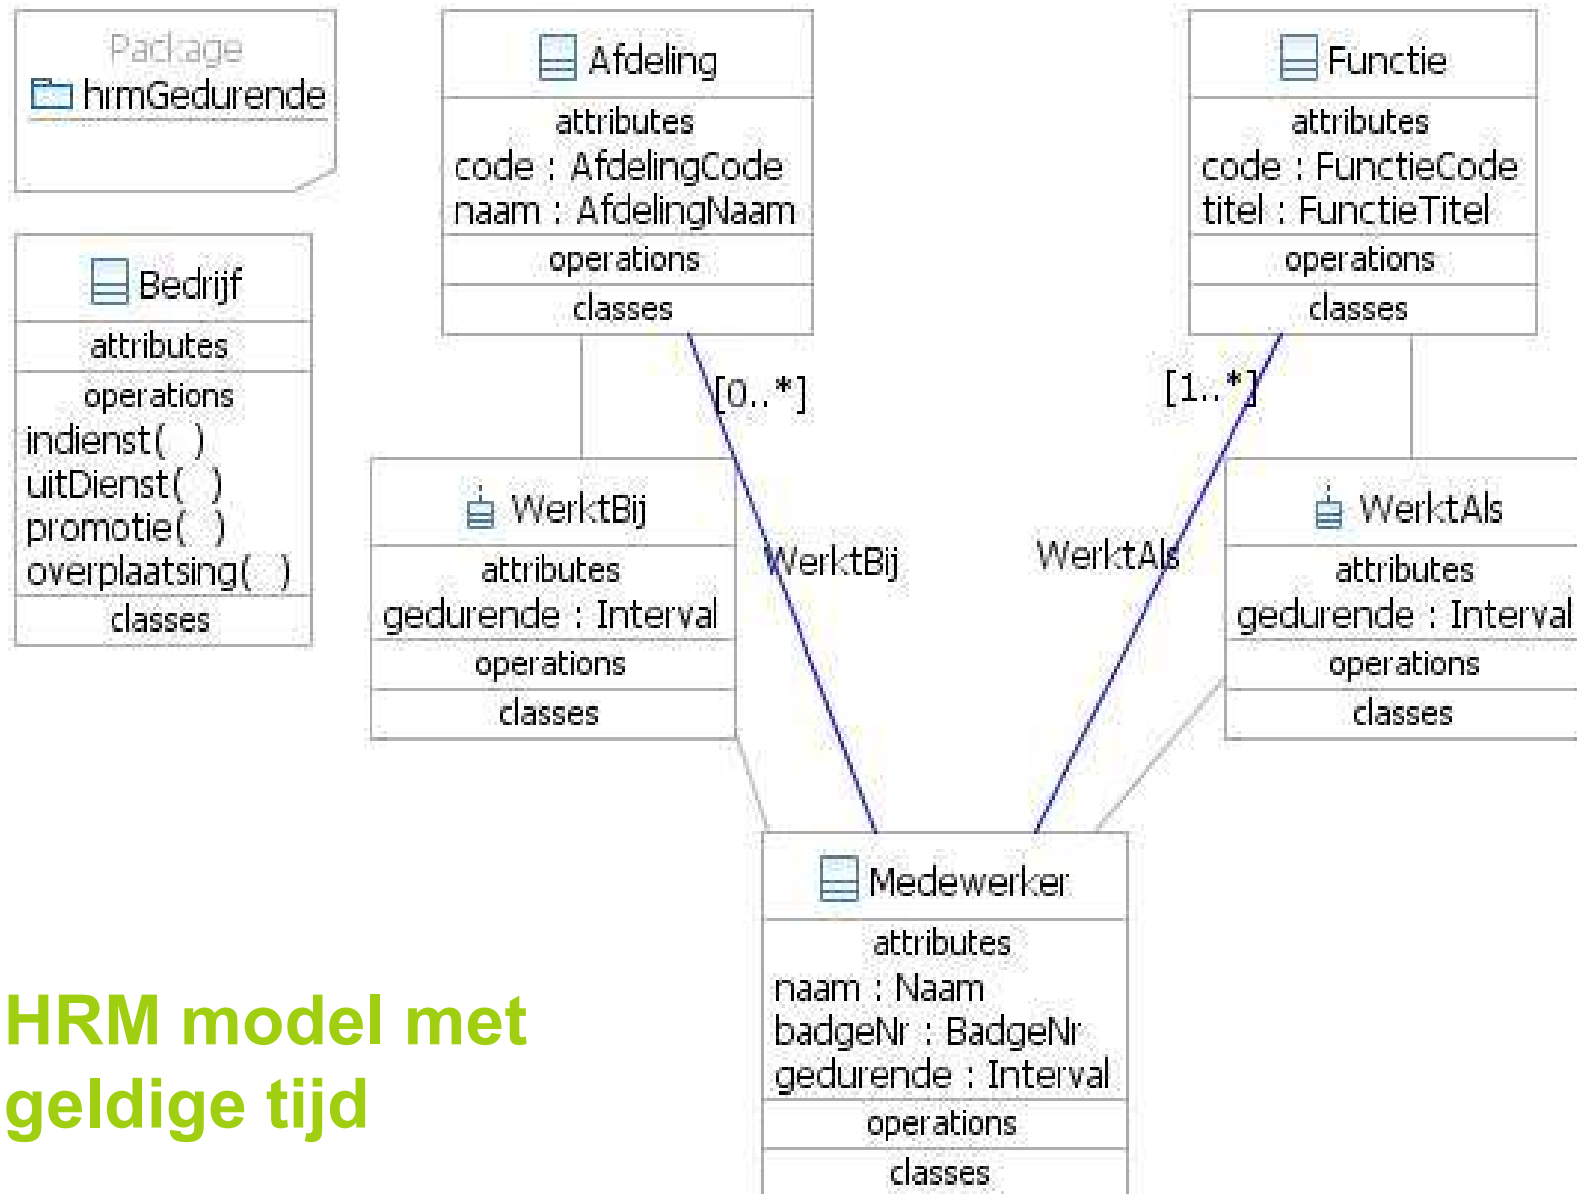 Package
hrmGedurende
Bedrijf
attributes
operations
indienst( )
uitDienst( )
promotie( )
overplaatsing( )
classes
Afdeling
attributes
code : AfdelingCode
naam : AfdelingNaam
operations
classes
Functie
attributes
code : FunctieCode
titel : FunctieTitel
operations
classes
[0..*]
[1..*]
WerktBij
attributes
gedurende : Interval
operations
classes
WerktBij
WerktAls
WerktAls
attributes
gedurende : Interval
operations
classes
Medewerker
attributes
naam : Naam
badgeNr : BadgeNr
gedurende : Interval
operations
classes
HRM model met
geldige tijd